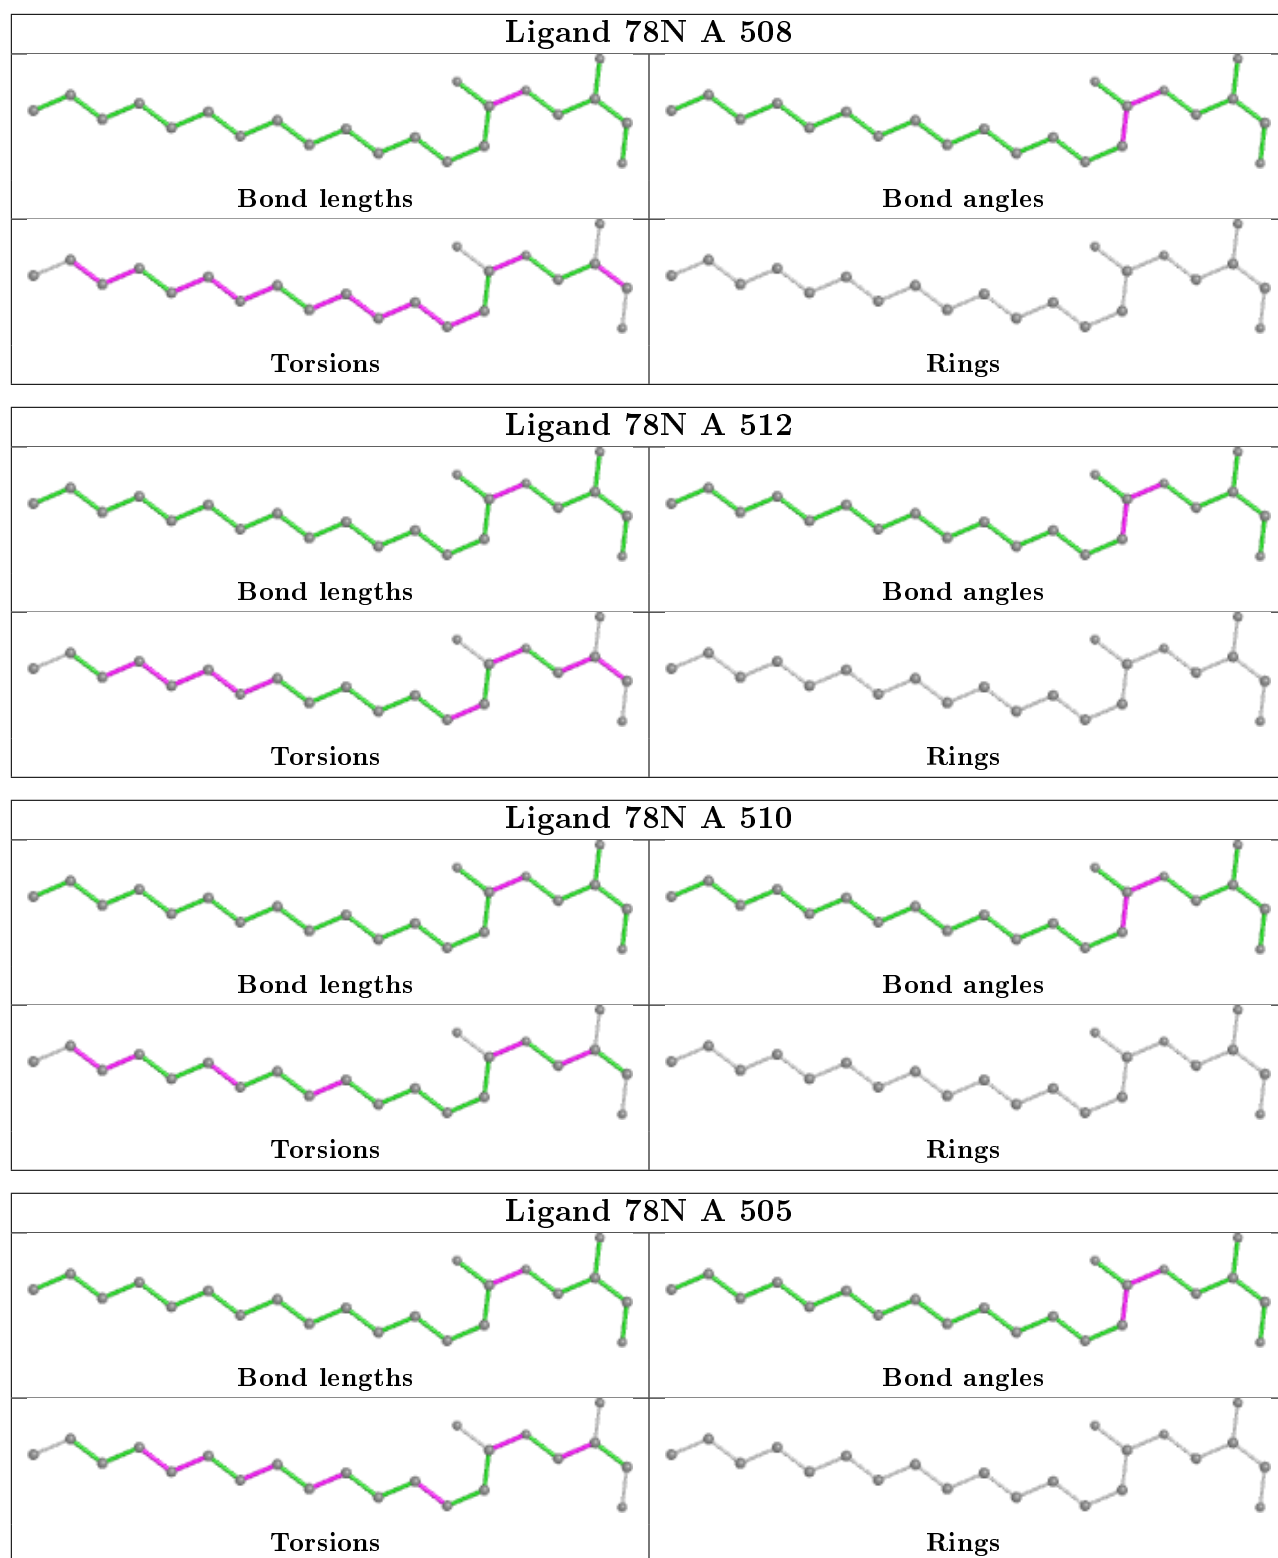 Ligand 78N A 508
Bond lengths
Bond angles
Torsions
Rings
Ligand 78N A 512
Bond lengths
Bond angles
Torsions
Rings
Ligand 78N A 510
Bond lengths
Bond angles
Torsions
Rings
Ligand 78N A 505
Bond lengths
Bond angles
Torsions
Rings